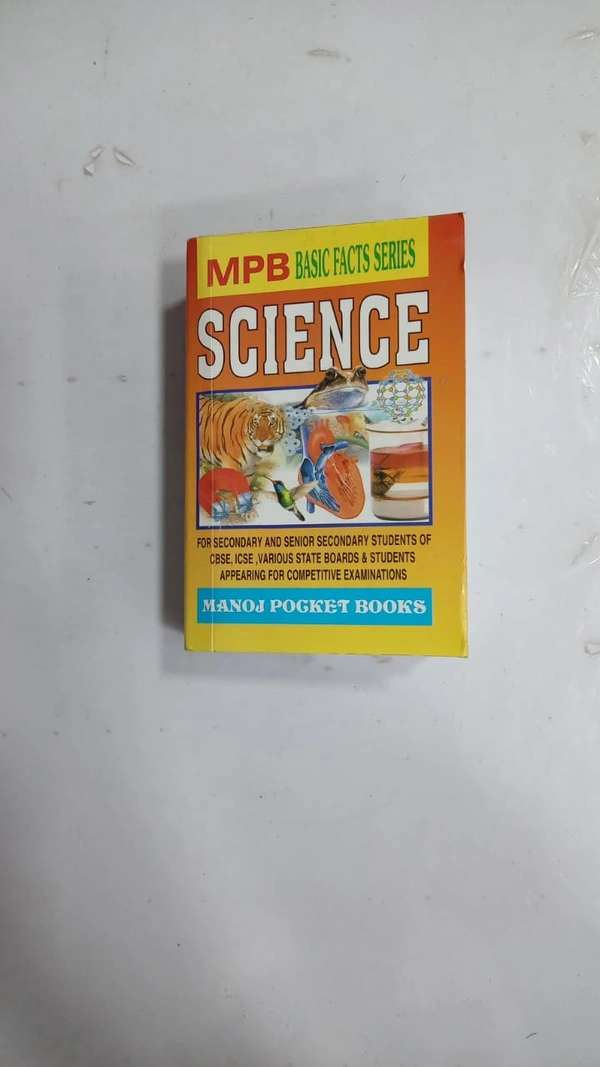 MPB BASIC FACTS SERIES
SCIENCE
FOR SECONDARY AND SENIOR SECONDARY STUDENTS OF
CBSE, ICSE ,VARIOUS STATE BOARDS & STUDENTS
APPEARING FOR COMPETITIVE EXAMINATIONS
MANOJ POCKET BOOKS